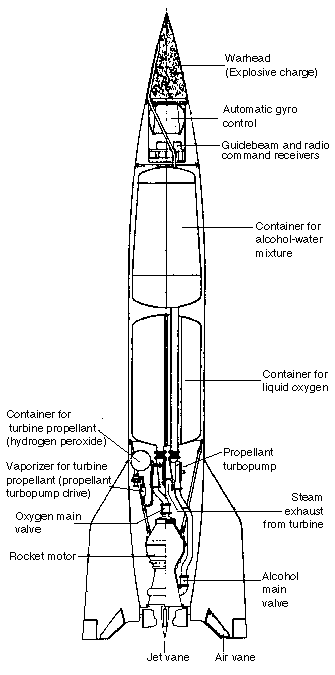 Warhead
(Explosive charge)
Automatic gyro
control
Guidebeam and radio
command receivers
Container for
alcohol-water
mixture
Container for
liquid oxygen
Container for
turbine propellant
(hydrogen peroxide)
Propellant
turbopump
Vaporizer for turbine
propellant (propellant
turbopump drive)
Steam
exhaust
from turbine
Oxygen main
valve
Rocket motor
Alcohol
main
valve
Jet vane
Air vane